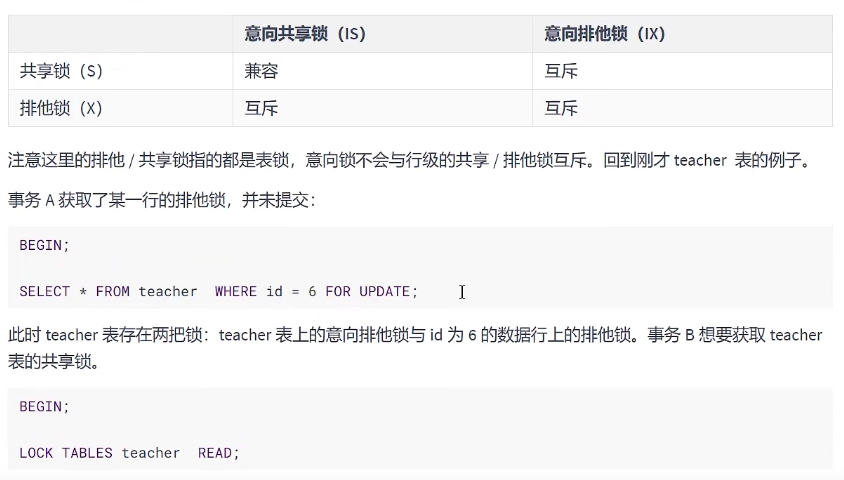 意向共享锁（IS） 意向排他锁（IX）
共享锁（S） 兼容 互斥
排他锁（X） 互斥 互斥
注意这里的排他 / 共享锁指的都是表锁，意向锁不会与行级的共享 / 排他锁互斥。回到刚才 teacher 表的例子。
事务 A 获取了某一行的排他锁，并未提交：
BEGIN;
SELECT * FROM teacher WHERE id = 6 FOR UPDATE;
此时 teacher 表存在两把锁：teacher 表上的意向排他锁与 id 为 6 的数据行上的排他锁。事务 B 想要获取 teacher
表的共享锁。
BEGIN;
LOCK TABLES teacher READ;